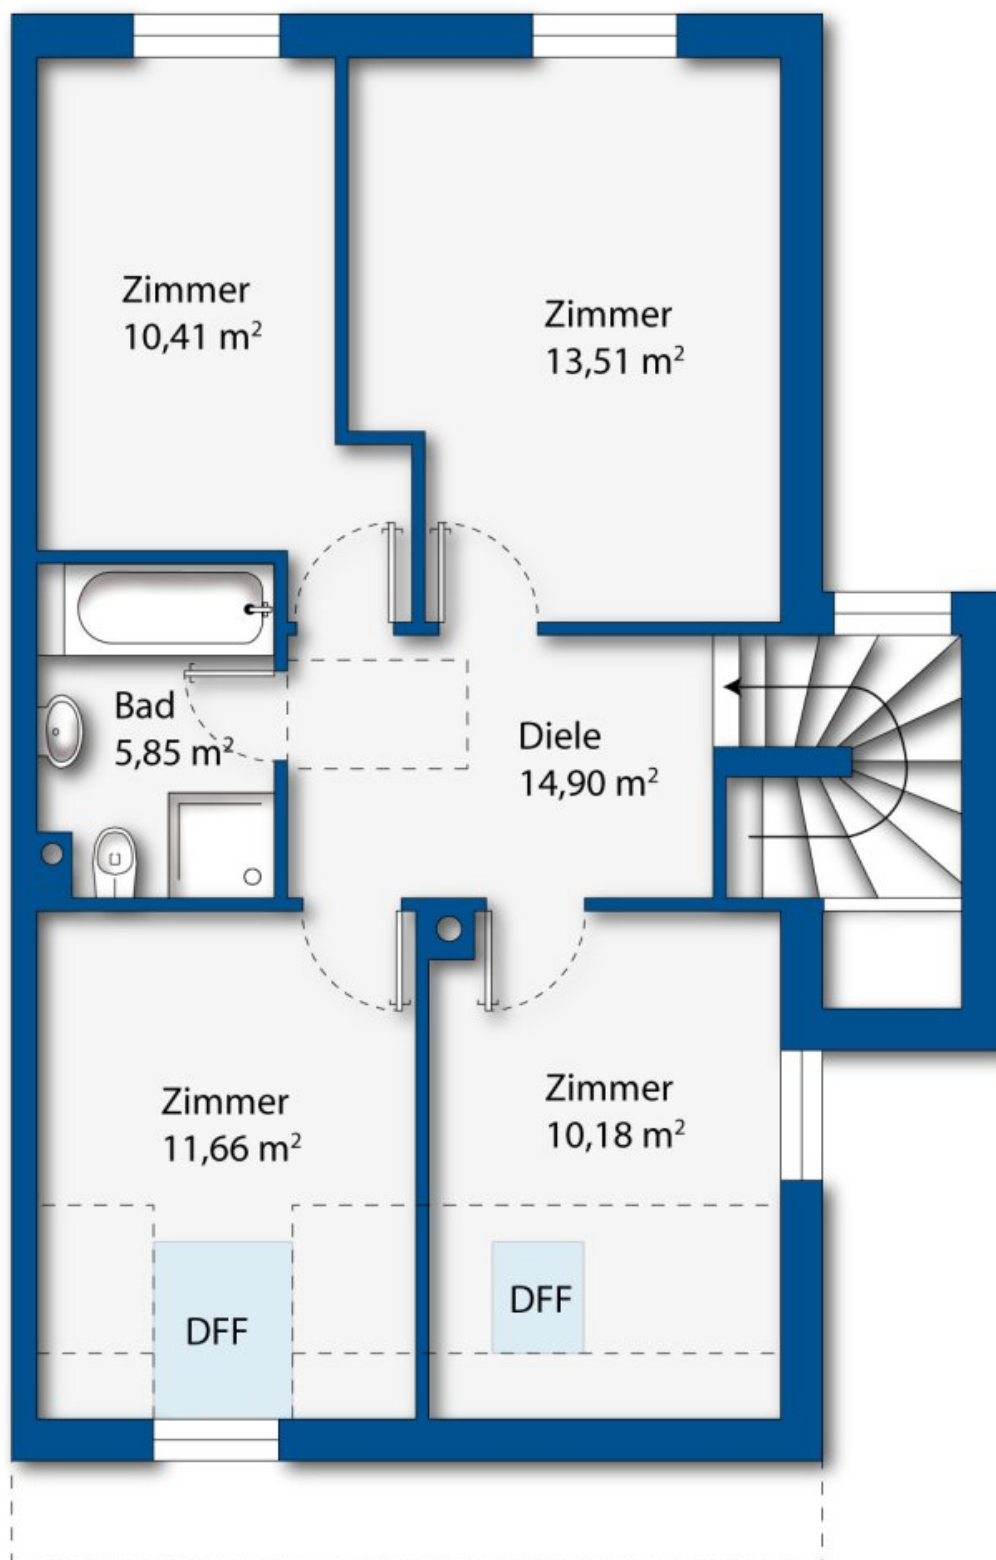 Zimmer
10,41 m²
Zimmer
13,51 m²
Bad
5,85 m²
Diele
14,90 m²
Zimmer
11,66 m²
Zimmer
10,18 m²
DFF
DFF